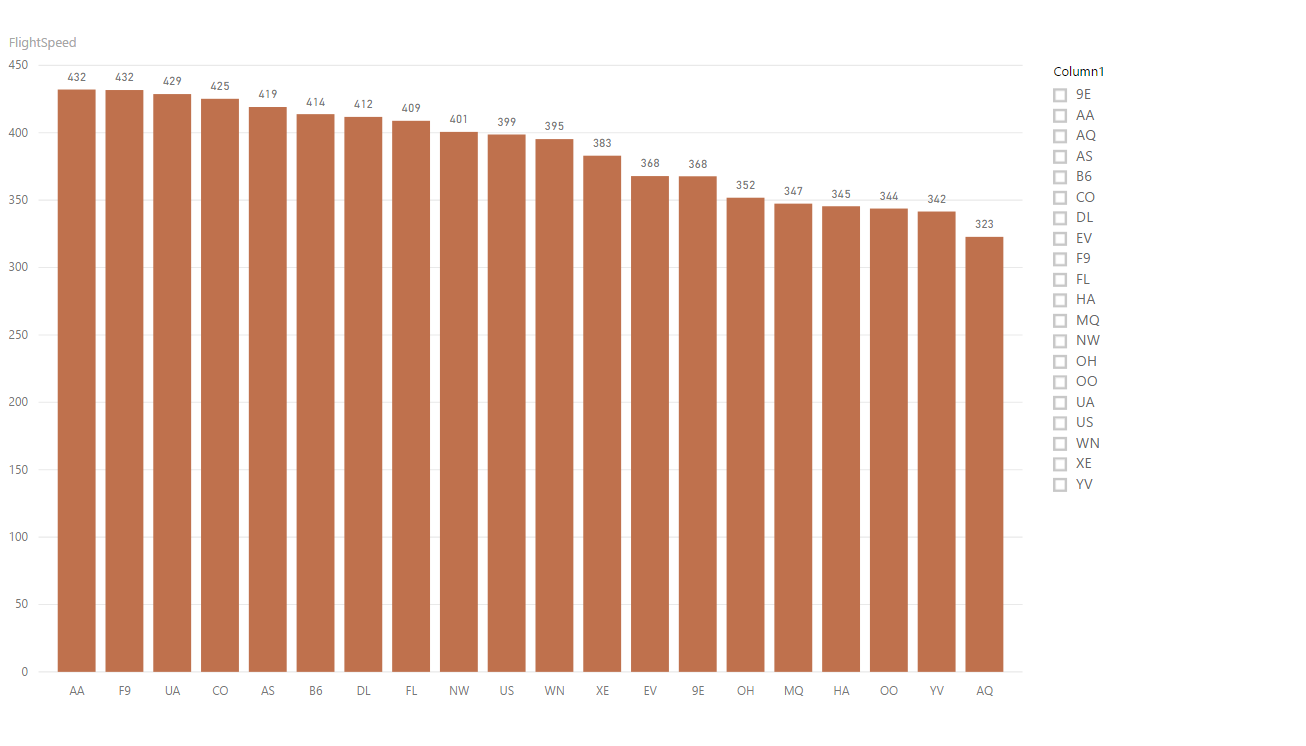 FlightSpeed
450
400
350
300
250
200
150
100
50
0
432 432 429 425 419 414 412 409 401 399 395 383 368 368 352 347 345 344 342 323
AA F9 UA CO AS B6 DL FL NW US WN XE EV 9E OH MQ HA OO YV AQ
Column1
9E
AA
AQ
AS
B6
CO
DL
EV
F9
FL
HA
MQ
NW
OH
OO
UA
US
WN
XE
YV